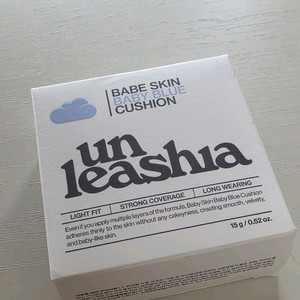 BABE SKIN
BABY BLUE
CUSHION
un
leashia
LIGHT FIT
STRONG COVERAGE
LONG WEARING
Even if you apply multiple layers of the formula, Baby Skin Baby Blue Cushion
adheres thinly to the skin without any cakeyness, creating smooth, velvety,
and baby-like skin.
15 g / 0.52 oz.